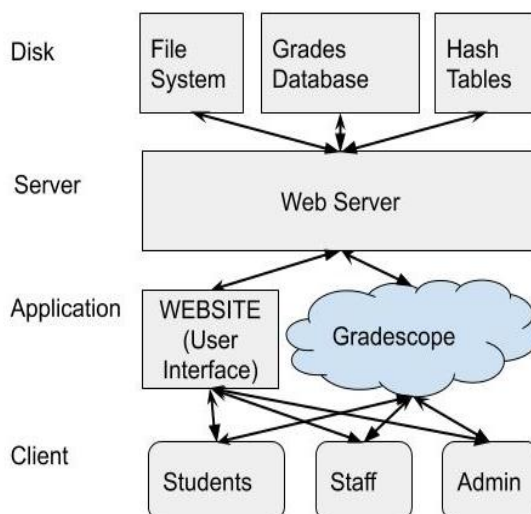 Disk
File
System
Grades
Database
Hash
Tables
Server
Web Server
Application
WEBSITE
(User
Interface)
Gradescope
Client
Students
Staff
Admin